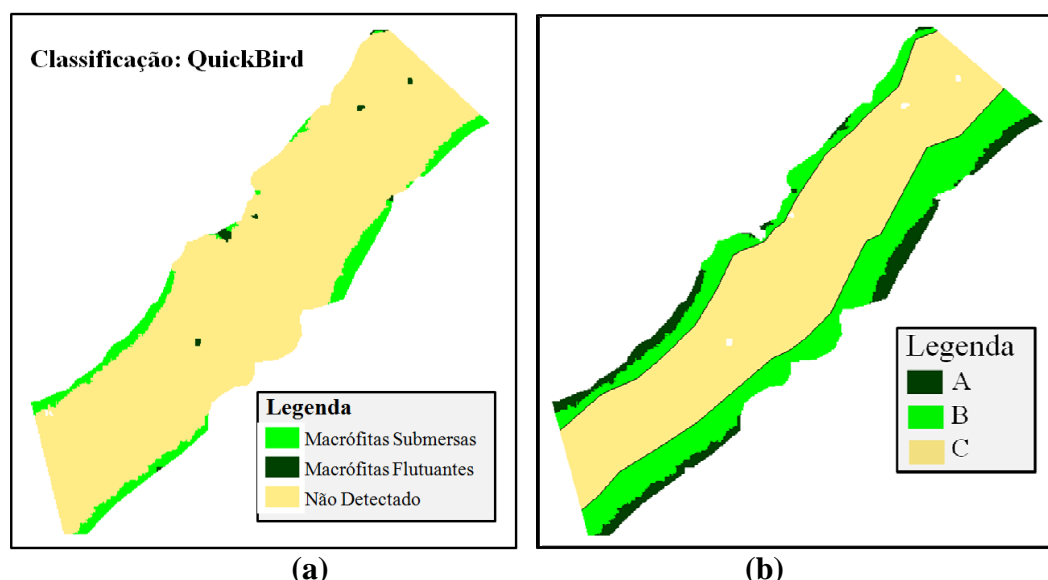 Classificação: QuickBird
Legenda
Macrófitas Submersas
Macrófitas Flutuantes
Não Detectado
(a)
Legenda
A
B
C
(b)